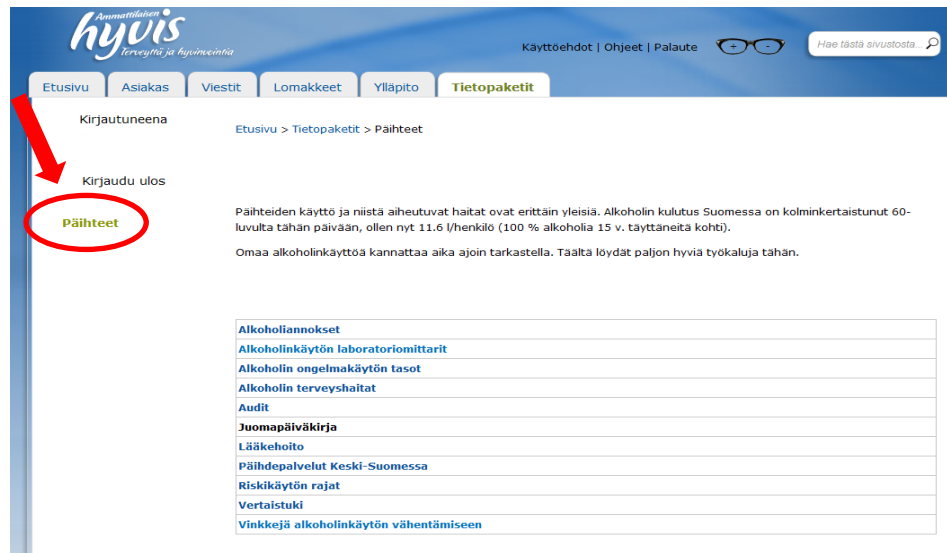 Ammattilaisen
hyvis
Terveyttä ja hyvinvointia
Käyttöehdot | Ohjeet | Palaute
+ -
Hae tästä sivustosta...
Etusivu Asiakas Viestit Lomakkeet Ylläpito Tietopaketit
Kirjautuneena
Etusivu > Tietopaketit > Päihteet
Kirjaudu ulos
Päihteet
Päihteiden käyttö ja niistä aiheutuvat haitat ovat erittäin yleisiä. Alkoholin kulutus Suomessa on kolminkertaistunut 60-
luvulta tähän päivään, ollen nyt 11.6 l/henkilö (100 % alkoholia 15 v. täyttäneitä kohti).
Omaa alkoholinkäyttöä kannattaa aika ajoin tarkastella. Täältä löydät paljon hyviä työkaluja tähän.
Alkoholiannokset
Alkoholinkäytön laboratoriomittarit
Alkoholin ongelmakäytön tasot
Alkoholin terveyshaitat
Audit
Juomapäiväkirja
Lääkehoito
Päihdepalvelut Keski-Suomessa
Riskikäytön rajat
Vertaistuki
Vinkkejä alkoholinkäytön vähentämiseen